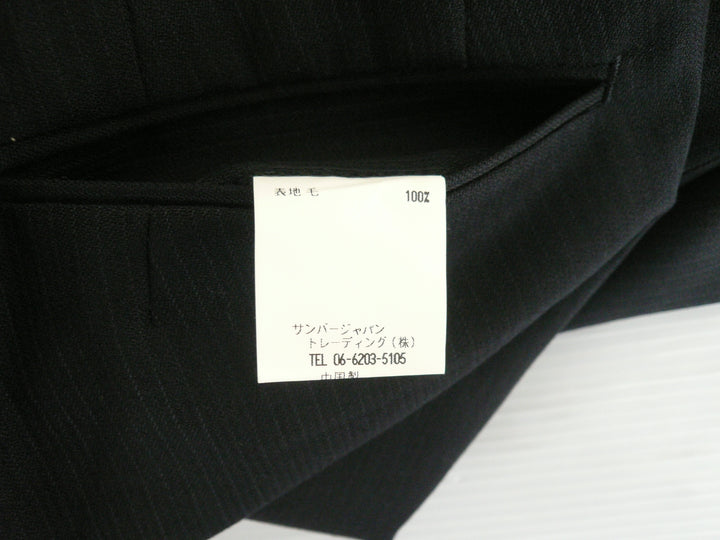 表地 毛 100%
サンバージャパン
トレーディング(株)
TEL 06-6203-5105
中国製